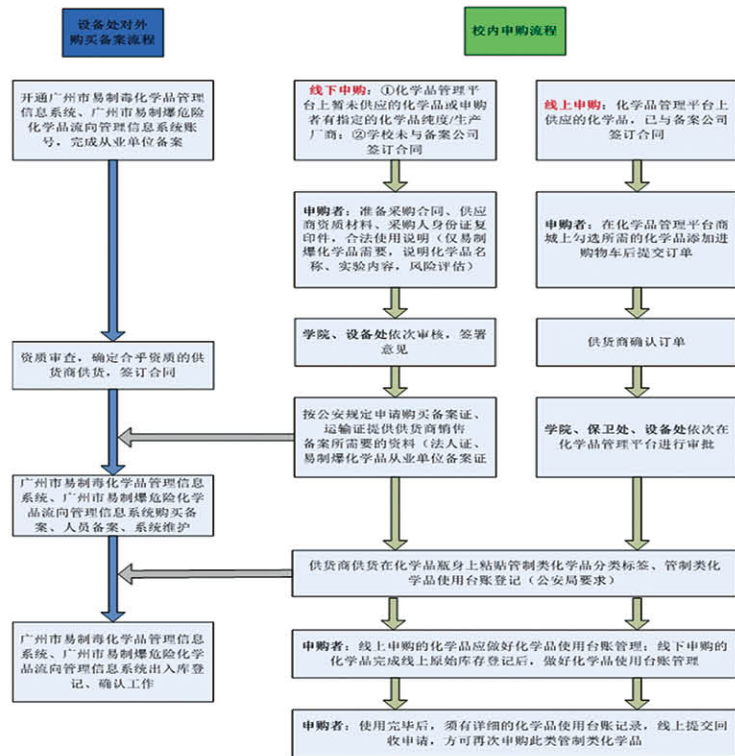 设备处对外
购买备案流程
开通广州市易制毒化学品管理
信息系统、广州市易制爆危险
化学品流向管理信息系统账
号，完成从业单位备案
资质审查，确定合乎资质的供
货商供货，签订合同
广州市易制毒化学品管理信息
系统、广州市易制爆危险化学
品流向管理信息系统购买备
案、人员备案、系统维护
广州市易制毒化学品管理信息
系统、广州市易制爆危险化学
品流向管理信息系统出入库登
记、确认工作
校内申购流程
线下申购：①化学品管理平
台上暂未供应的化学品或申购
者有指定的化学品纯度/生产
厂商；②学校未与备案公司
签订合同
申购者：准备采购合同、供应
商资质材料、采购人身份证复
印件，合法使用说明（仅易制
爆化学品需要，说明化学品名
称、实验内容，风险评估）
学院、设备处依次审核，签署
意见
按公安规定申请购买备案证、
运输证提供供货商销售
备案所需要的资料（法人证、
易制爆化学品从业单位备案证
线上申购：化学品管理平台上
供应的化学品，已与备案公司
签订合同
申购者：在化学品管理平台商
城上勾选所需的化学品添加进
购物车后提交订单
供货商确认订单
学院、保卫处、设备处依次在
化学品管理平台进行审批
供货商供货在化学品瓶身上粘贴管制类化学品分类标签、管制类化
学品使用台账登记（公安局要求）
申购者：线上申购的化学品应做好化学品使用台账管理；线下申购的
化学品完成线上原始库存登记后，做好化学品使用台账管理
申购者：使用完毕后，须有详细的化学品使用台账记录，线上提交回
收申请，方可再次申购此类管制类化学品